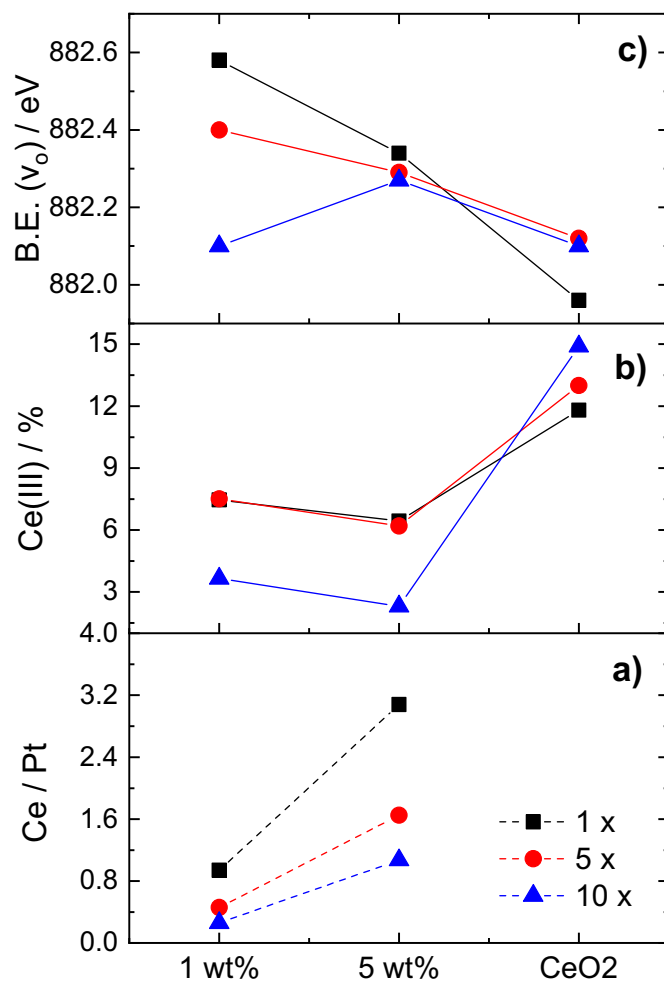 c)
B.E. (v₀) / eV
882.6
882.4
882.2
882.0
b)
Ce(III) / %
15
12
9
6
3
a)
Ce / Pt
4.0
3.2
2.4
1.6
0.8
0.0
1 x
5 x
10 x
1 wt%
5 wt%
CeO2